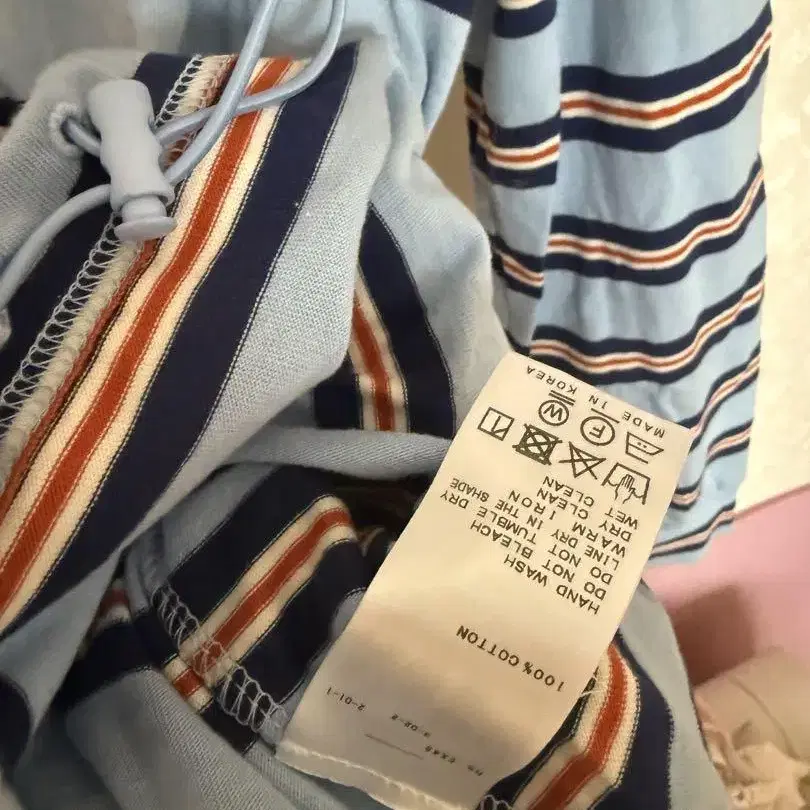 100% COTTON
HAND WASH
DO NOT BLEACH
DO NOT TUMBLE DRY
LINE DRY IN THE SHADE
WARM IRON
DRY CLEAN
WET CLEAN
F
W
MADE IN KOREA